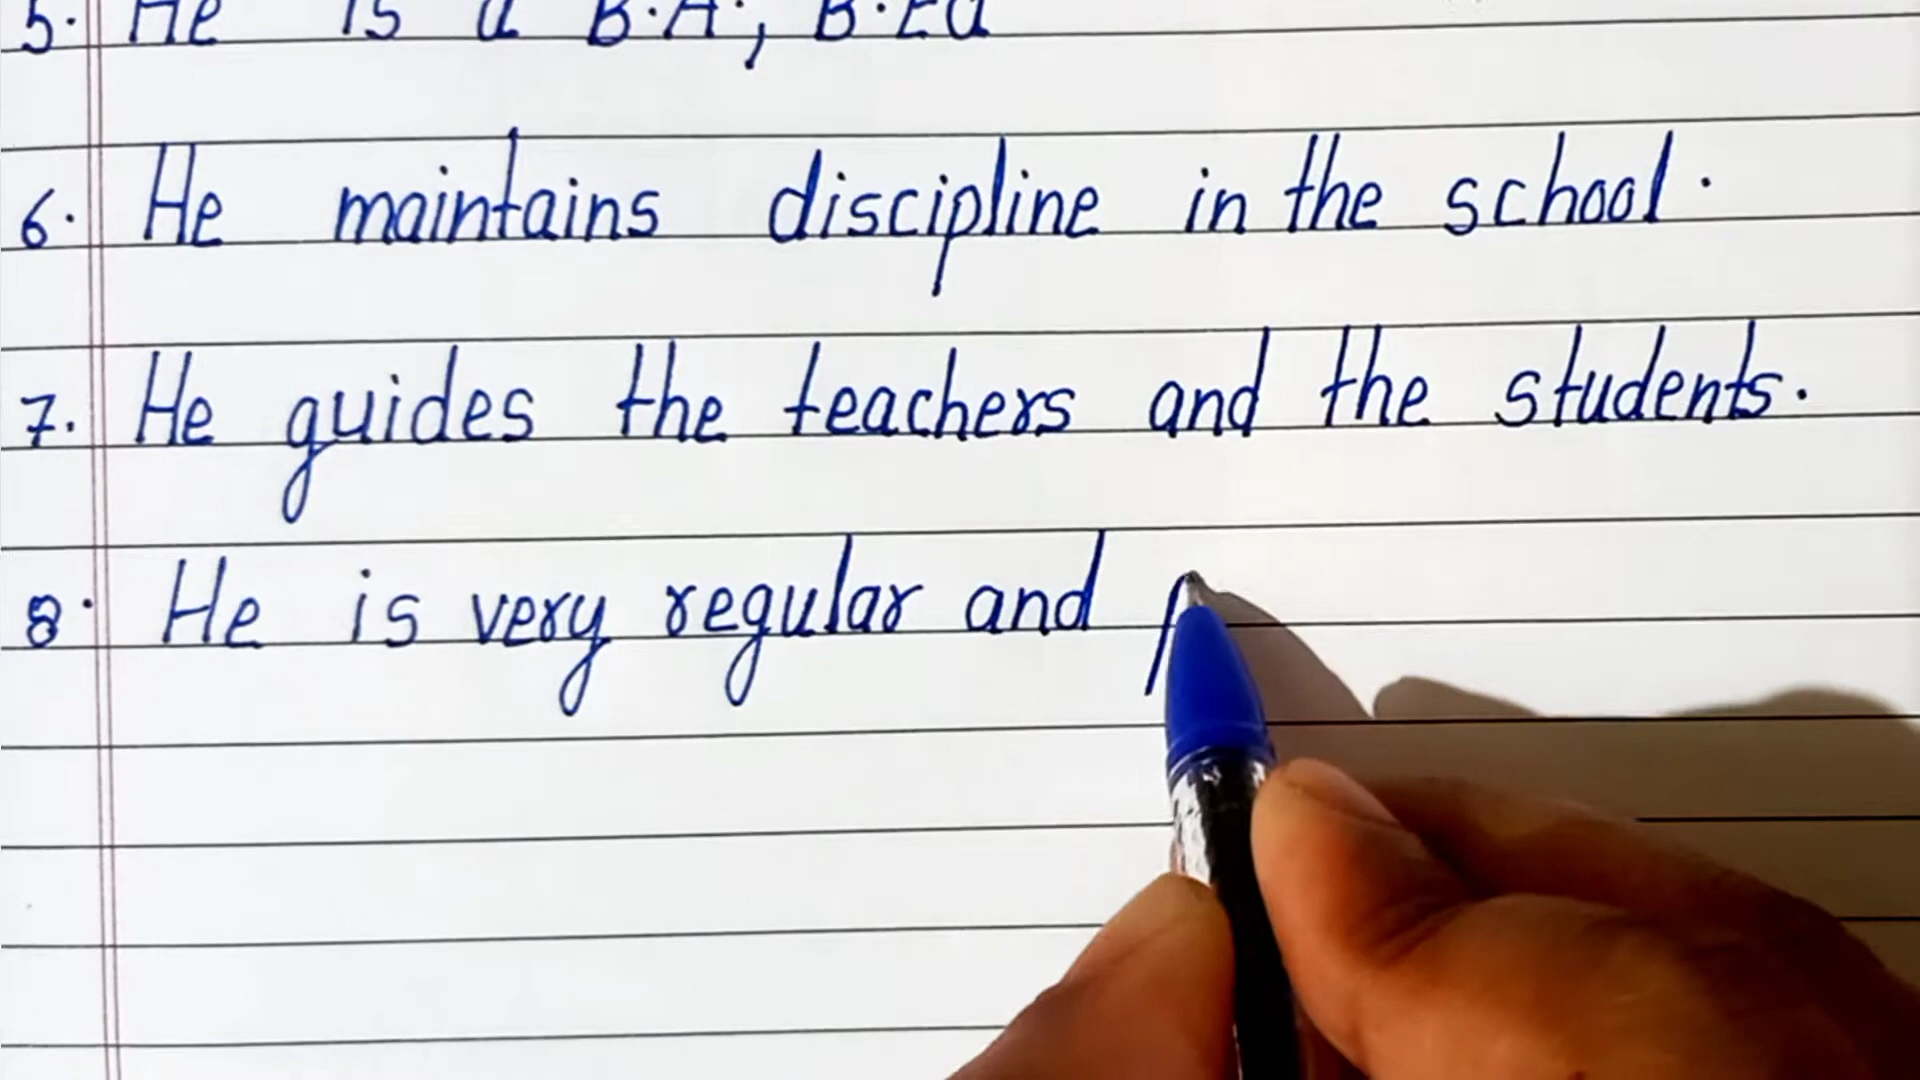 5. He is a B.A., B.Ed
6. He maintains discipline in the school.
7. He guides the teachers and the students.
8. He is very regular and